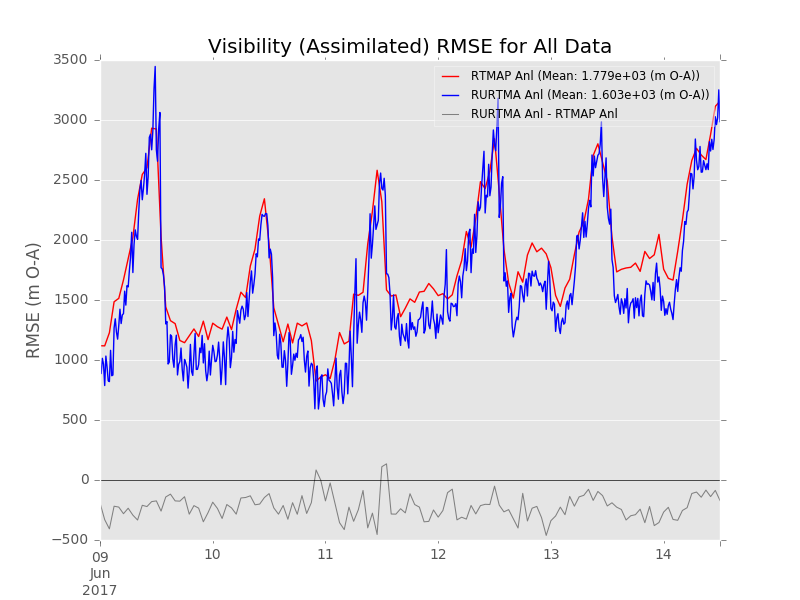 Visibility (Assimilated) RMSE for All Data
RTMAP Anl (Mean: 1.779e+03 (m O-A))
RURTMA Anl (Mean: 1.603e+03 (m O-A))
RURTMA Anl - RTMAP Anl
RMSE (m O-A)
3500
3000
2500
2000
1500
1000
500
0
−500
09 10 11 12 13 14
Jun
2017